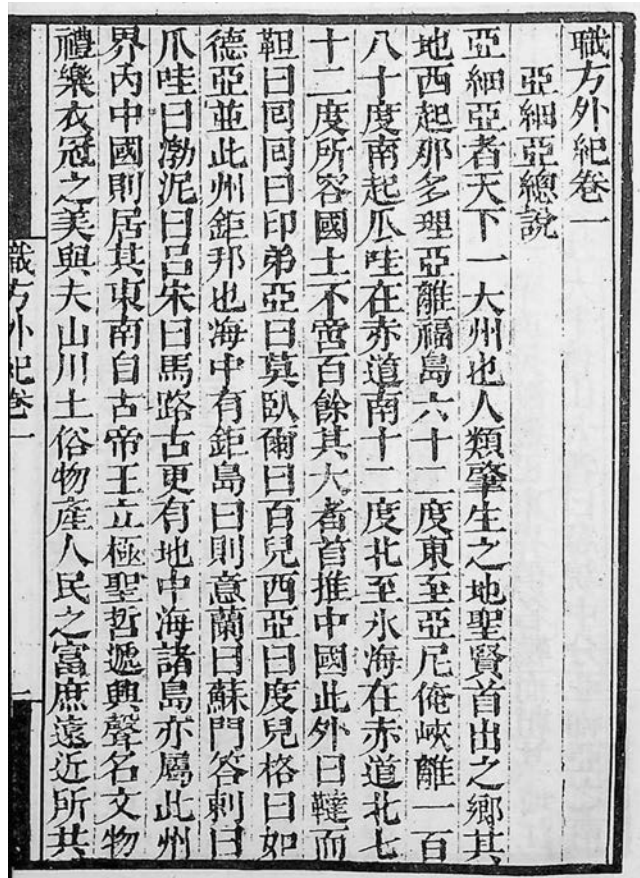 職方外紀卷一
亞細亞總說
亞細亞者天下一大州也人類肇生之地聖賢首出之鄉其
地西起那多理亞離福島六十二度東至亞尼俺峽離一百
八十度南起瓜哇在赤道南十二度北至氷海在赤道北七
十二度所容國土不啻百餘其大者首推中國此外曰韃而
靼曰囘囘曰印弟亞曰莫臥爾曰百兒西亞曰度兒格曰如
德亞並此州鉅邦也海中有鉅島曰則意蘭曰蘇門答剌曰
爪哇曰渤泥曰呂宋曰馬路古更有地中海諸島亦屬此州
界內中國則居其東南自古帝王立極聖哲遞興聲名文物
禮樂衣冠之美與夫山川土俗物產人民之富庶遠近所共
職方外紀卷一
一